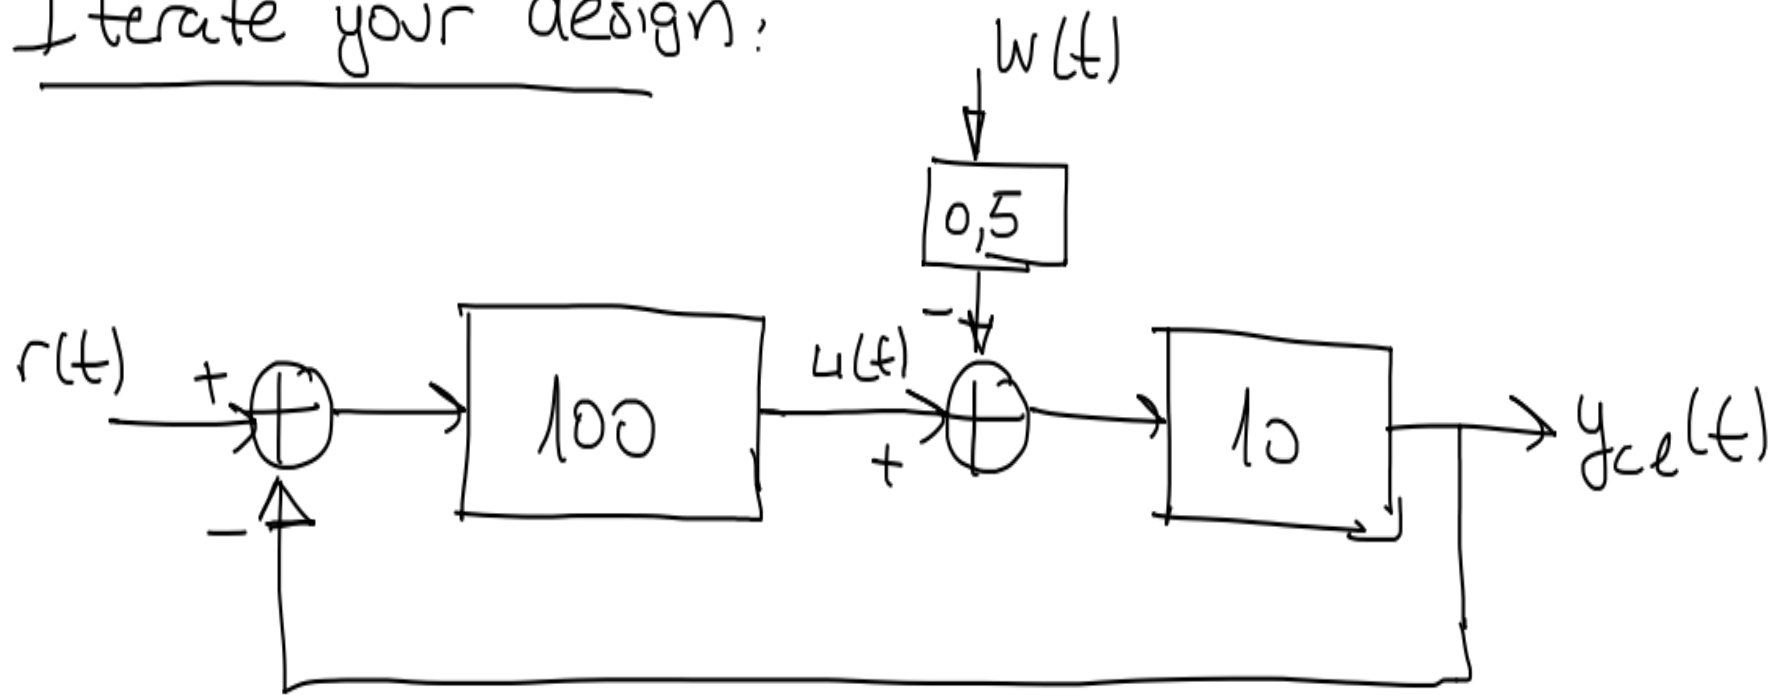 Iterate your design:
w(t)
0,5
-
r(t)
+
100
u(t)
+
10
y_cl(t)
-